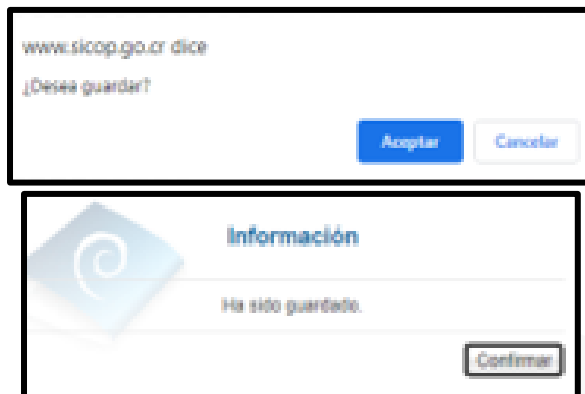 www.sicop.go.cr dice
¿Desea guardar?
Aceptar Cancelar
Información
Ha sido guardado.
Confirmar